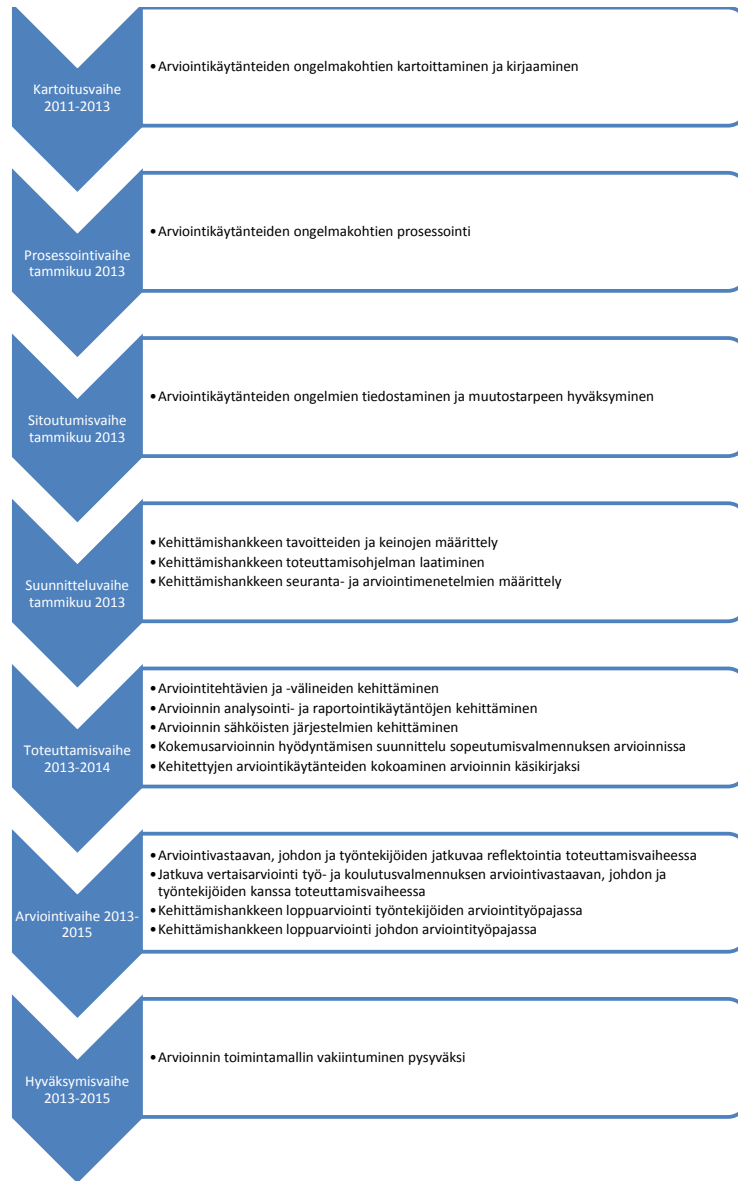 Kartoitusvaihe
2011-2013
•Arviointikäytänteiden ongelmakohtien kartoittaminen ja kirjaaminen
Prosessointivaihe
tammikuu 2013
•Arviointikäytänteiden ongelmakohtien prosessointi
Sitoutumisvaihe
tammikuu 2013
•Arviointikäytänteiden ongelmien tiedostaminen ja muutostarpeen hyväksyminen
Suunnitteluvaihe
tammikuu 2013
•Kehittämishankkeen tavoitteiden ja keinojen määrittely
•Kehittämishankkeen toteuttamisohjelman laatiminen
•Kehittämishankkeen seuranta- ja arviointimenetelmien määrittely
Toteuttamisvaihe
2013-2014
•Arviointitehtävien ja -välineiden kehittäminen
•Arvioinnin analysointi- ja raportointikäytäntöjen kehittäminen
•Arvioinnin sähköisten järjestelmien kehittäminen
•Kokemusarvioinnin hyödyntämisen suunnittelu sopeutumisvalmennuksen arvioinnissa
•Kehitettyjen arviointikäytänteiden kokoaminen arvioinnin käsikirjaksi
Arviointivaihe 2013-
2015
•Arviointivastaavan, johdon ja työntekijöiden jatkuvaa reflektointia toteuttamisvaiheessa
•Jatkuva vertaisarviointi työ- ja koulutusvalmennuksen arviointivastaavan, johdon ja
työntekijöiden kanssa toteuttamisvaiheessa
•Kehittämishankkeen loppuarviointi työntekijöiden arviointityöpajassa
•Kehittämishankkeen loppuarviointi johdon arviointityöpajassa
Hyväksymisvaihe
2013-2015
•Arvioinnin toimintamallin vakiintuminen pysyväksi